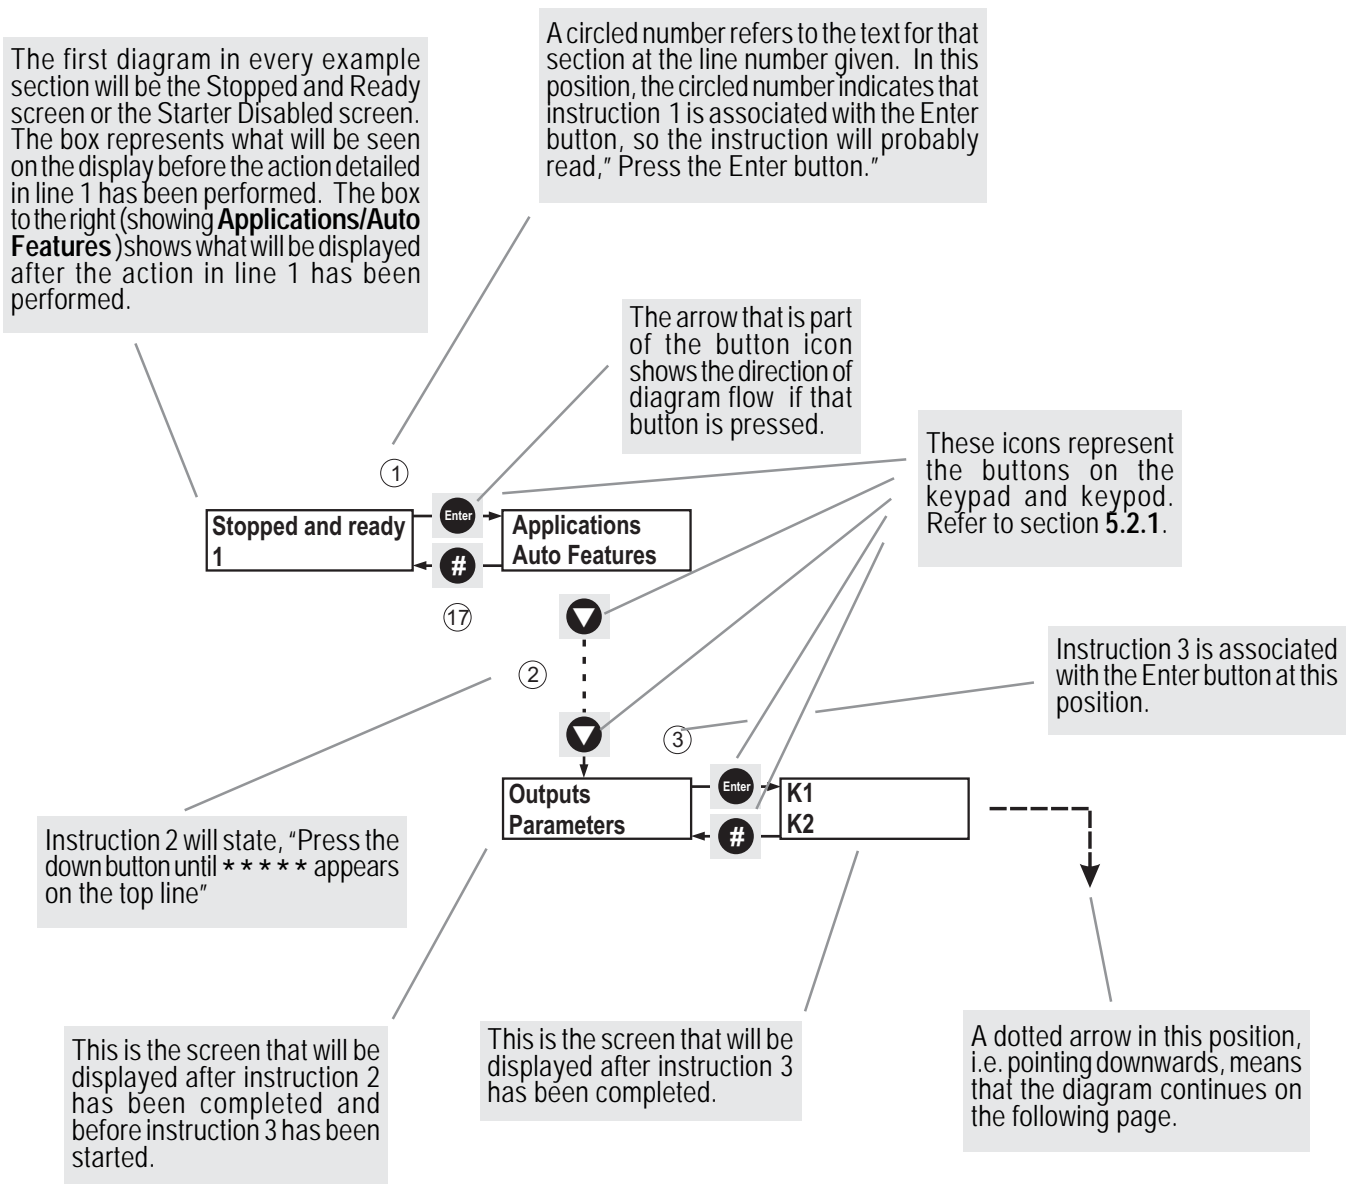 The first diagram in every example
section will be the Stopped and Ready
screen or the Starter Disabled screen.
The box represents what will be seen
on the display before the action detailed
in line 1 has been performed. The box
to the right (showing Applications/Auto
Features )shows what will be displayed
after the action in line 1 has been
performed.
A circled number refers to the text for that
section at the line number given. In this
position, the circled number indicates that
instruction 1 is associated with the Enter
button, so the instruction will probably
read," Press the Enter button."
The arrow that is part
of the button icon
shows the direction of
diagram flow if that
button is pressed.
These icons represent
the buttons on the
keypad and keypod.
Refer to section 5.2.1.
1
Stopped and ready
1
Enter
#
Applications
Auto Features
17
2
Instruction 3 is associated
with the Enter button at this
position.
3
Outputs
Parameters
Enter
#
K1
K2
Instruction 2 will state, "Press the
down button until ***** appears
on the top line"
This is the screen that will be
displayed after instruction 2
has been completed and
before instruction 3 has been
started.
This is the screen that will be
displayed after instruction 3
has been completed.
A dotted arrow in this position,
i.e. pointing downwards, means
that the diagram continues on
the following page.